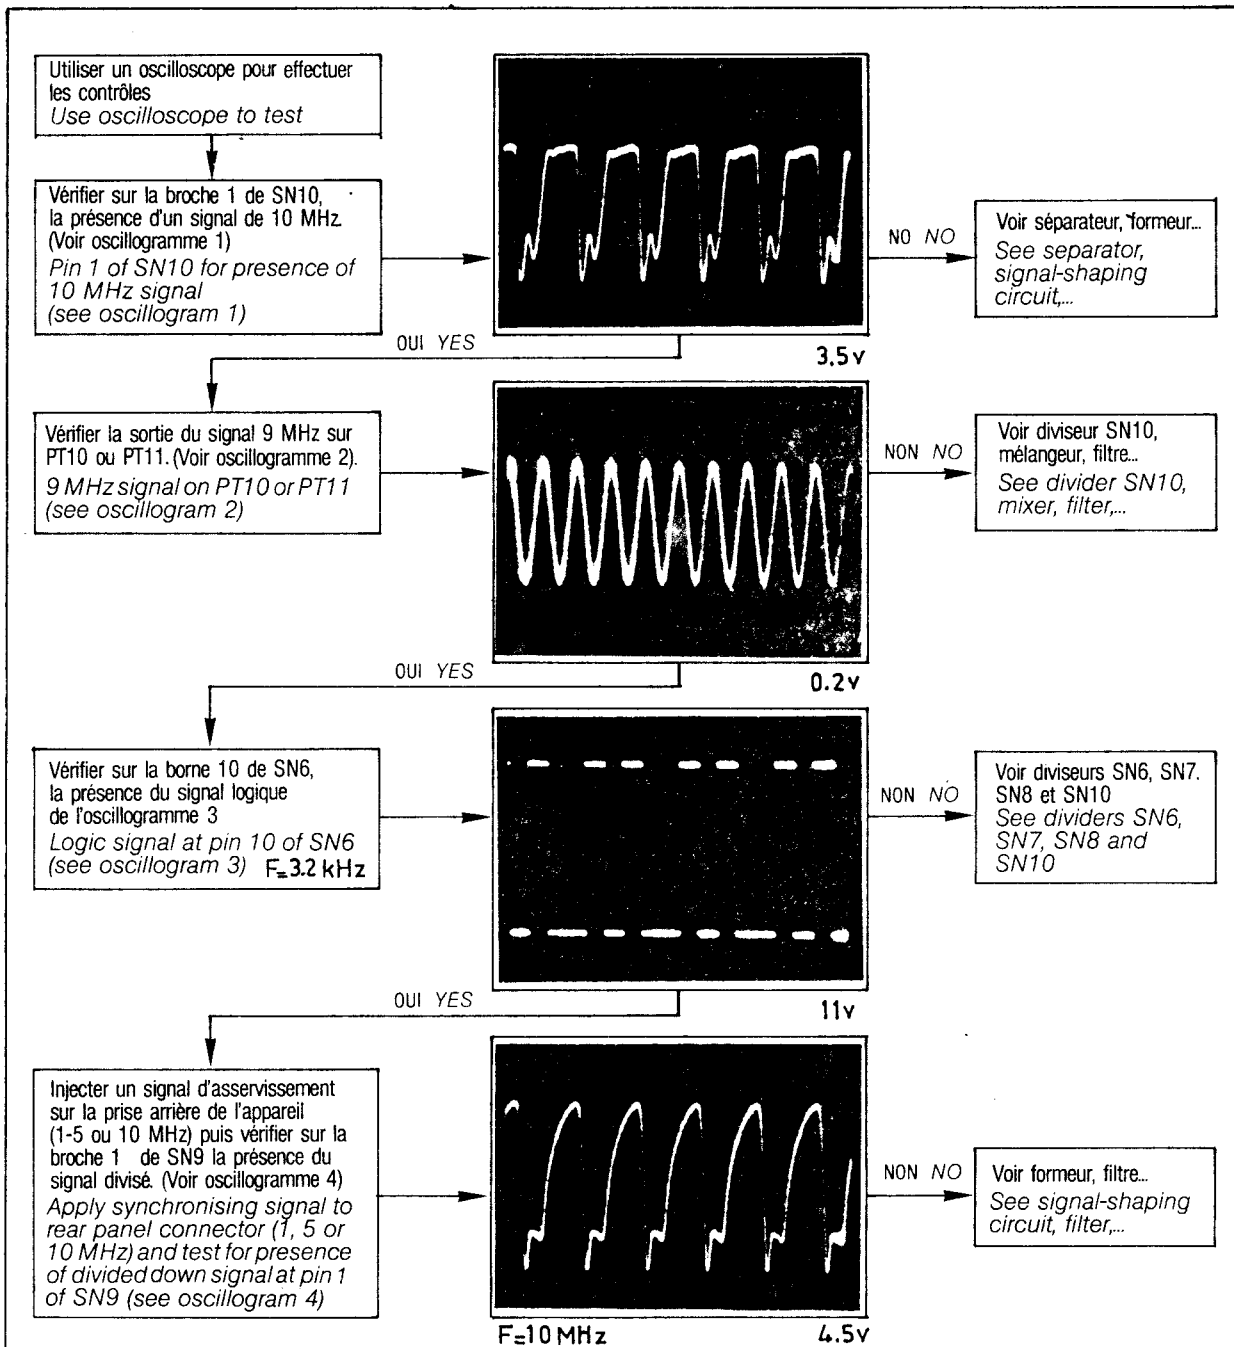 Utiliser un oscilloscope pour effectuer
les contrôles
Use oscilloscope to test
Vérifier sur la broche 1 de SN10,
la présence d'un signal de 10 MHz.
(Voir oscillogramme 1)
Pin 1 of SN10 for presence of
10 MHz signal
(see oscillogram 1)
NO NO
Voir séparateur, formeur...
See separator,
signal-shaping
circuit,...
OUI YES
3.5v
Vérifier la sortie du signal 9 MHz sur
PT10 ou PT11. (Voir oscillogramme 2).
9 MHz signal on PT10 or PT11
(see oscillogram 2)
NON NO
Voir diviseur SN10,
mélangeur, filtre...
See divider SN10,
mixer, filter,...
OUI YES
0.2v
Vérifier sur la borne 10 de SN6,
la présence du signal logique
de l'oscillogramme 3
Logic signal at pin 10 of SN6
(see oscillogram 3) F=3.2 kHz
NON NO
Voir diviseurs SN6, SN7.
SN8 et SN10
See dividers SN6,
SN7, SN8 and
SN10
OUI YES
11v
Injecter un signal d'asservissement
sur la prise arrière de l'appareil
(1-5 ou 10 MHz) puis vérifier sur la
broche 1 de SN9 la présence du
signal divisé. (Voir oscillogramme 4)
Apply synchronising signal to
rear panel connector (1, 5 or
10 MHz) and test for presence
of divided down signal at pin 1
of SN9 (see oscillogram 4)
NON NO
Voir formeur, filtre...
See signal-shaping
circuit, filter,...
F=10 MHz
4.5v